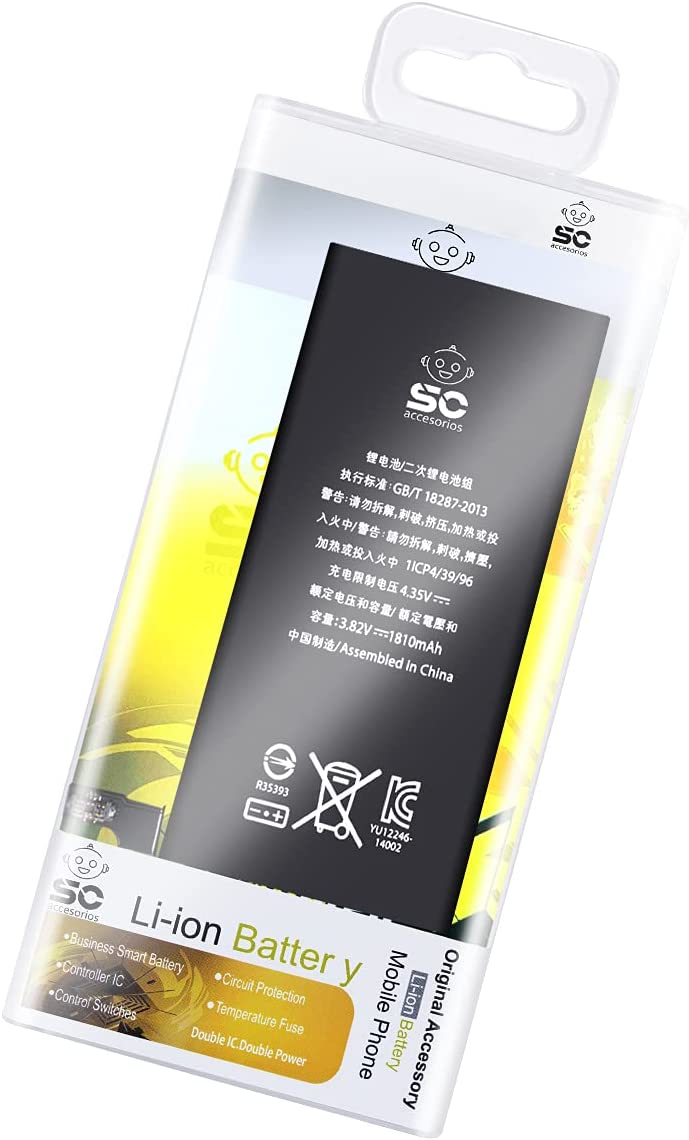 SC
accesorios
SC
accesorios
锂电池/二次锂电池组
执行标准:GB/T 18287-2013
警告:请勿拆解,刺破,挤压,加热或投
入火中/警告:請勿拆解,刺破,擠壓,
加熱或投入火中 1ICP4/39/96
充电限制电压4.35V⎓
额定电压和容量/ 額定電壓和
容量:3.82V⎓1810mAh
中国制造/Assembled In China
R35393
YU12246-
14002
SC
accesorios
Li-ion Batter y
•Business Smart Battery
•Controller IC
•Control Switches
•Circuit Protection
•Temperature Fuse
Double IC.Double Power
Original Accessory
Li-ion Battery
Mobile Phone